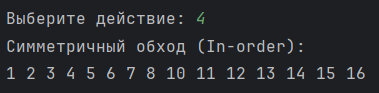 Выберите действие: 4
Симметричный обход (In-order):
1 2 3 4 5 6 7 8 10 11 12 13 14 15 16